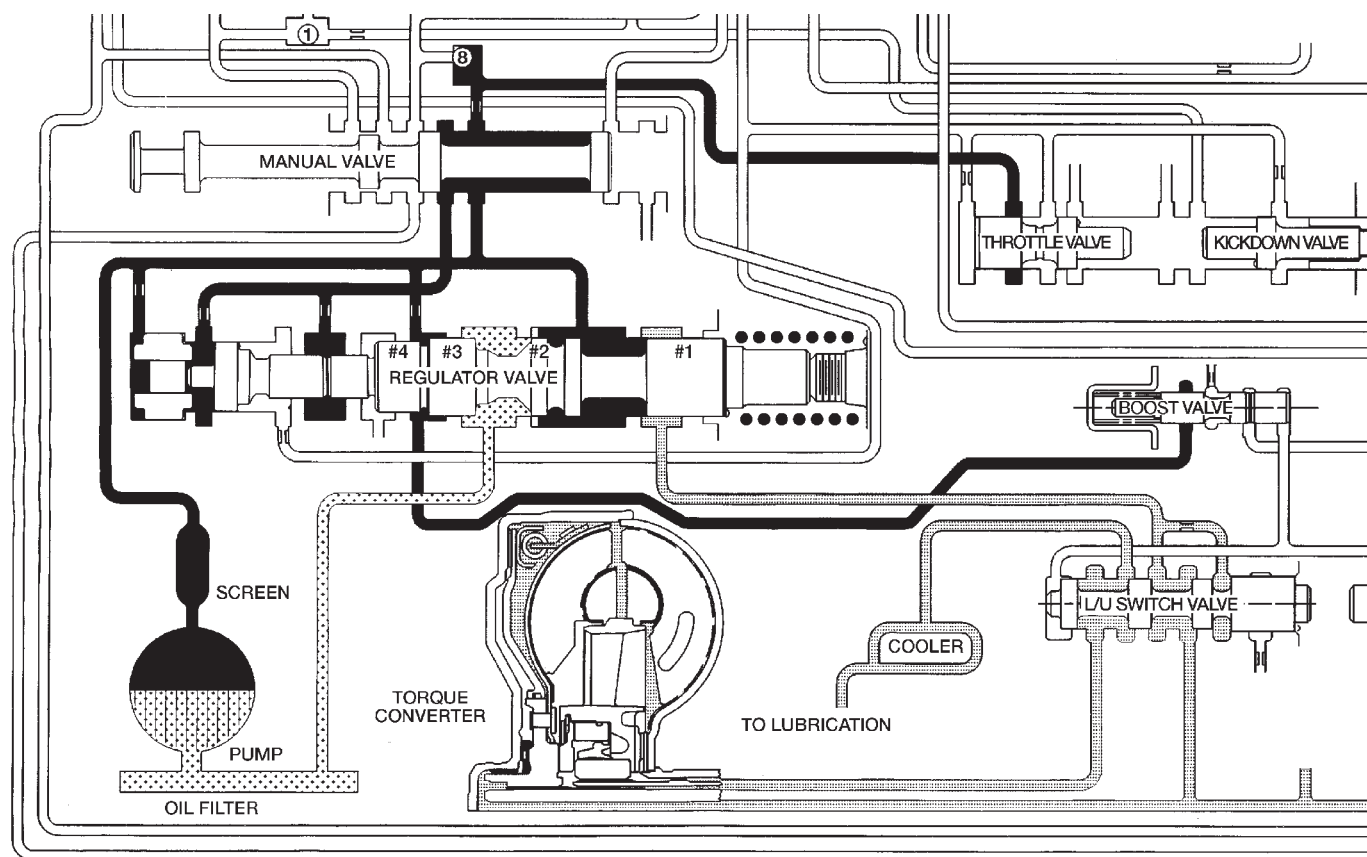 1
8
MANUAL VALVE
THROTTLE VALVE
KICKDOWN VALVE
#4
#3
#2
#1
REGULATOR VALVE
BOOST VALVE
SCREEN
L/U SWITCH VALVE
COOLER
TORQUE
CONVERTER
TO LUBRICATION
PUMP
OIL FILTER